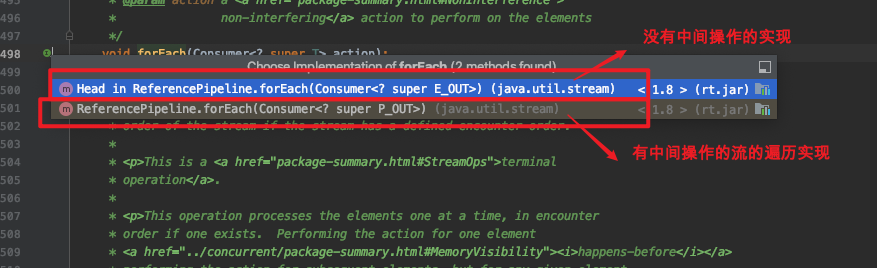 495 * @param action a <a href="package-summary.html#NonInterference">
496 * non-interfering</a> action to perform on the elements
497 */
498 void forEach(Consumer<? super T> action);
没有中间操作的实现
499 Choose Implementation of forEach (2 methods found)
500 m Head in ReferencePipeline.forEach(Consumer<? super E_OUT>) (java.util.stream) < 1.8 > (rt.jar)
501 m ReferencePipeline.forEach(Consumer<? super P_OUT>) (java.util.stream) < 1.8 > (rt.jar)
502 * order of the stream if the stream has a defined encounter order.
503 *
有中间操作的流的遍历实现
504 * <p>This is a <a href="package-summary.html#StreamOps">terminal
505 * operation</a>.
506 *
507 * <p>This operation processes the elements one at a time, in encounter
508 * order if one exists. Performing the action for one element
509 * <a href="../concurrent/package-summary.html#MemoryVisibility"><i>happens-before</i></a>